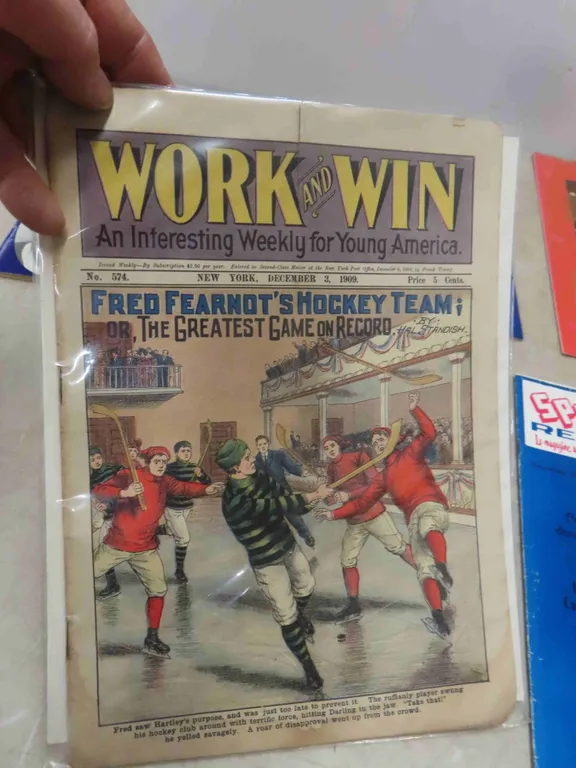 WORK AND WIN
An Interesting Weekly for Young America.
Issued Weekly—By Subscription $2.50 per year. Entered as Second-Class Matter at the New York Post Office, by Frank Tousey.
No. 574. NEW YORK, DECEMBER 3, 1909. Price 5 Cents.
FRED FEARNOT'S HOCKEY TEAM;
OR, THE GREATEST GAME ON RECORD.
BY
HAL STANDISH.
Fred saw Hartley's purpose, and was just too late to prevent it. The ruffianly player swung
his hockey club around with terrific force, hitting Darling in the jaw "Take that!"
he yelled savagely. A roar of disapproval went up from the crowd.
RE